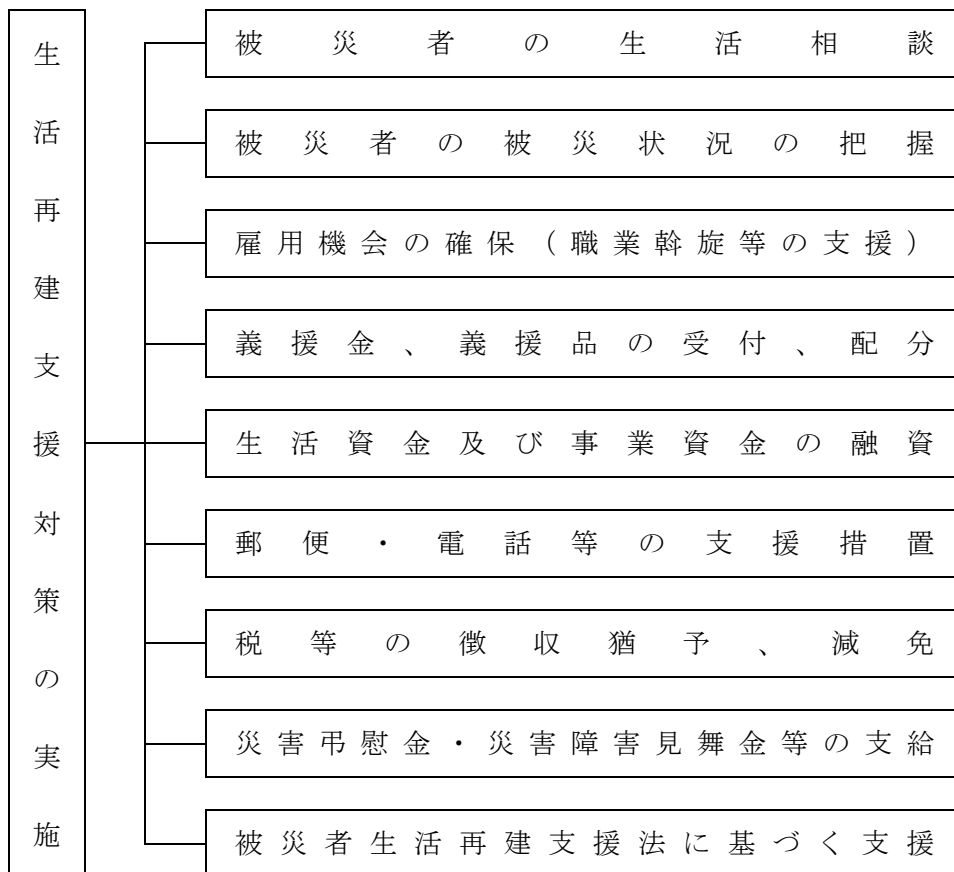 生活再建支援対策の実施
被災者の生活相談
被災者の被災状況の把握
雇用機会の確保（職業斡旋等の支援）
義援金、義援品の受付、配分
生活資金及び事業資金の融資
郵便・電話等の支援措置
税等の徴収猶予、減免
災害弔慰金・災害障害見舞金等の支給
被災者生活再建支援法に基づく支援